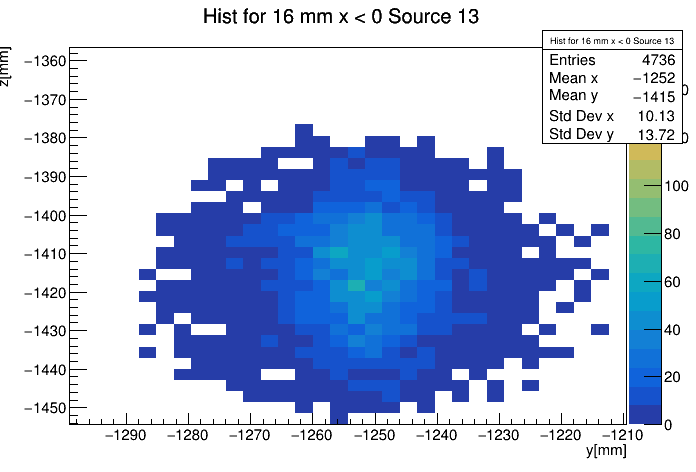 Hist for 16 mm x < 0 Source 13
Hist for 16 mm x < 0 Source 13
Entries 4736
Mean x −1252
Mean y −1415
Std Dev x 10.13
Std Dev y 13.72
z[mm]
−1360
−1370
−1380
−1390
−1400
−1410
−1420
−1430
−1440
−1450
−1290
−1280
−1270
−1260
−1250
−1240
−1230
−1220
−1210
y[mm]
100
80
60
40
20
0